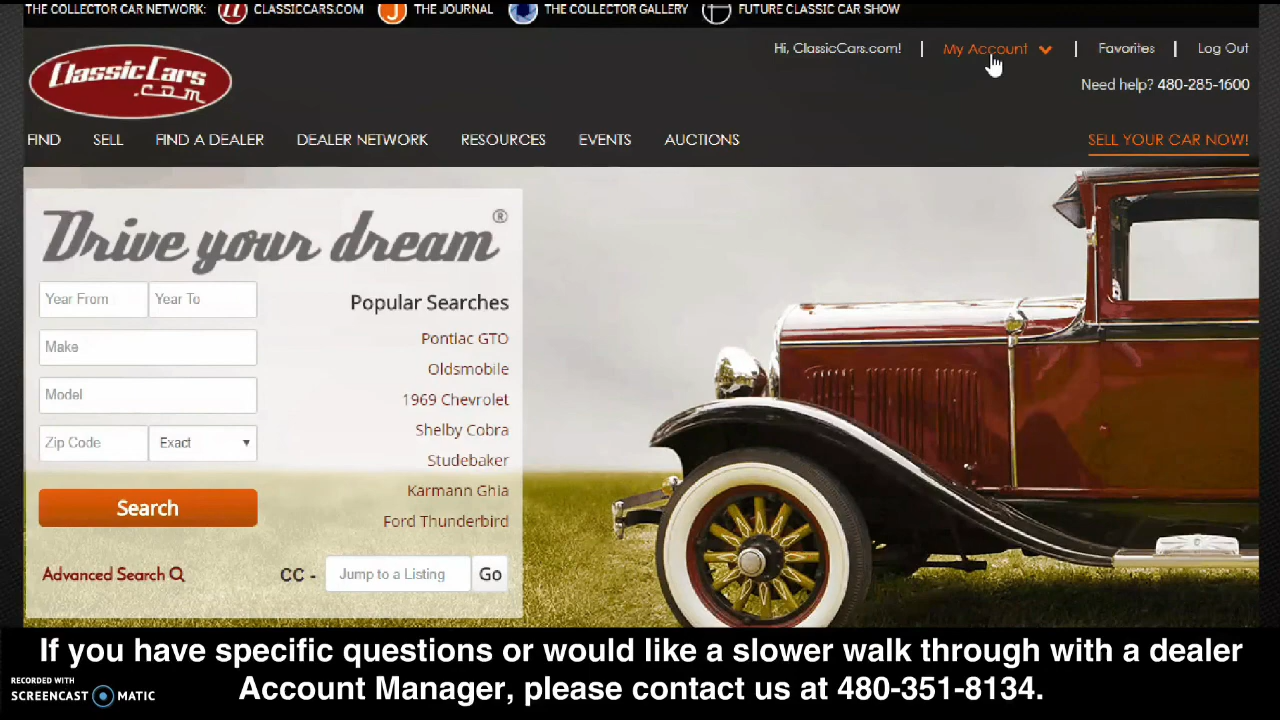 THE COLLECTOR CAR NETWORK: CLASSICCARS.COM J THE JOURNAL THE COLLECTOR GALLERY FUTURE CLASSIC CAR SHOW
Hi, ClassicCars.com! | My Account | Favorites | Log Out
ClassicCars
.com
Need help? 480-285-1600
FIND SELL FIND A DEALER DEALER NETWORK RESOURCES EVENTS AUCTIONS SELL YOUR CAR NOW!
Drive your dream®
Year From Year To
Popular Searches
Pontiac GTO
Make
Oldsmobile
Model
1969 Chevrolet
Shelby Cobra
Zip Code Exact
Studebaker
Karmann Ghia
Search
Ford Thunderbird
Advanced Search CC - Jump to a Listing Go
If you have specific questions or would like a slower walk through with a dealer
Account Manager, please contact us at 480-351-8134.
RECORDED WITH
SCREENCAST MATIC